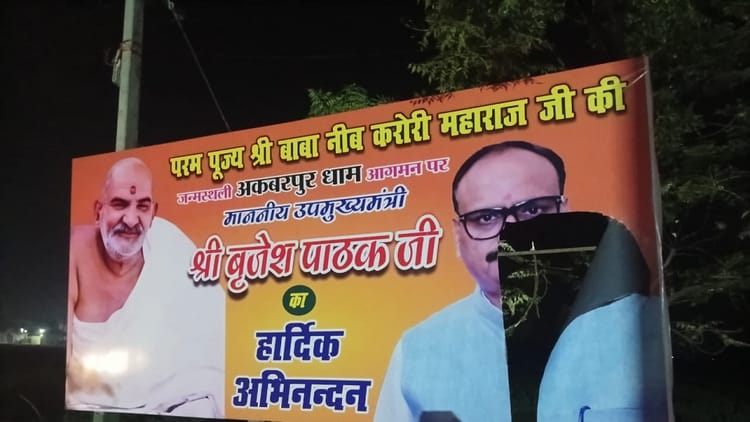 परम पूज्य श्री बाबा नीब करोरी महाराज जी की
जन्मस्थली अकबरपुर धाम आगमन पर
माननीय उपमुख्यमंत्री
श्री बृजेश पाठक जी
का
हार्दिक
अभिनन्दन